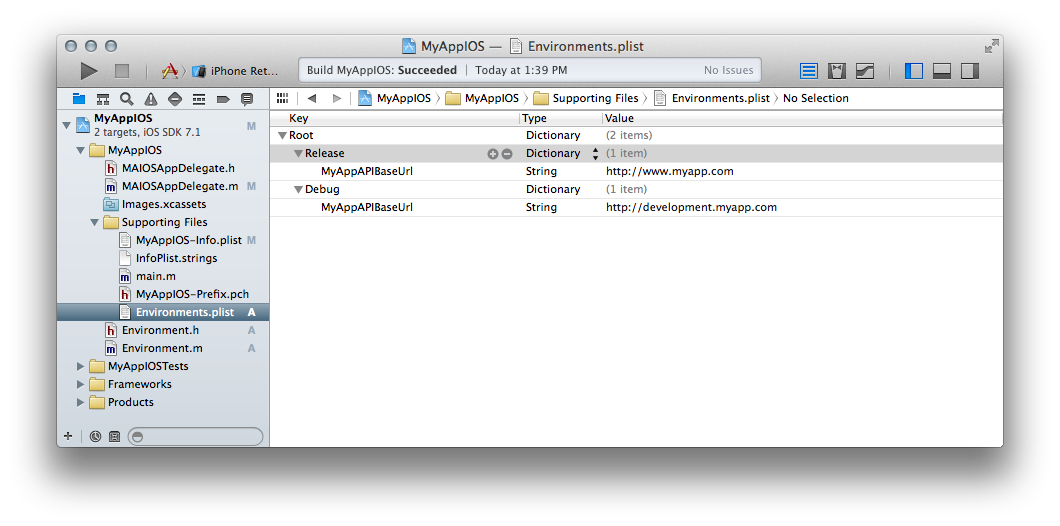 MyAppIOS — Environments.plist
iPhone Ret... Build MyAppIOS: Succeeded | Today at 1:39 PM No Issues
MyAppIOS MyAppIOS Supporting Files Environments.plist No Selection
MyAppIOS
2 targets, iOS SDK 7.1 M
MyAppIOS
h MAIOSAppDelegate.h
m MAIOSAppDelegate.m M
Images.xcassets
Supporting Files
MyAppIOS-Info.plist M
InfoPlist.strings
m main.m
h MyAppIOS-Prefix.pch
Environments.plist A
h Environment.h A
m Environment.m A
MyAppIOSTests
Frameworks
Products
Key Type Value
Root Dictionary (2 items)
Release Dictionary (1 item)
MyAppAPIBaseUrl String http://www.myapp.com
Debug Dictionary (1 item)
MyAppAPIBaseUrl String http://development.myapp.com